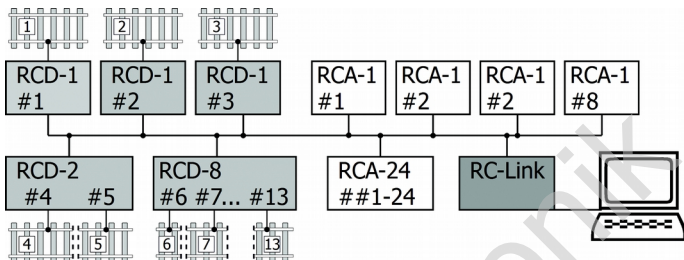 1 2 3
RCD-1 RCD-1 RCD-1 RCA-1 RCA-1 RCA-1 RCA-1
#1 #2 #3 #1 #2 #2 #8
RCD-2 RCD-8 RCA-24 RC-Link
#4 #5 #6 #7... #13 ##1-24
4 5 6 7 13
onik